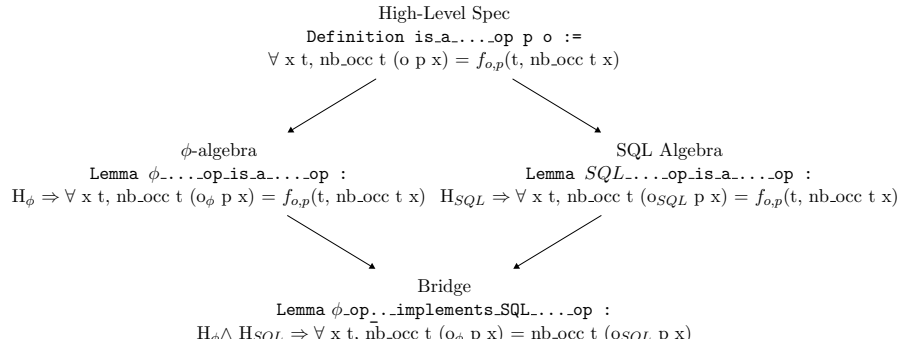 High-Level Spec
Definition is_a_..._op p o :=
∀ x t, nb_occ t (o p x) = f_{o,p}(t, nb_occ t x)
ϕ-algebra
Lemma ϕ_..._op_is_a_..._op :
H_ϕ ⇒ ∀ x t, nb_occ t (o_ϕ p x) = f_{o,p}(t, nb_occ t x)
SQL Algebra
Lemma SQL_..._op_is_a_..._op :
H_{SQL} ⇒ ∀ x t, nb_occ t (o_{SQL} p x) = f_{o,p}(t, nb_occ t x)
Bridge
Lemma ϕ_op..._implements_SQL_..._op :
H_ϕ ∧ H_{SQL} ⇒ ∀ x t, nb_occ t (o_ϕ p x) = nb_occ t (o_{SQL} p x)